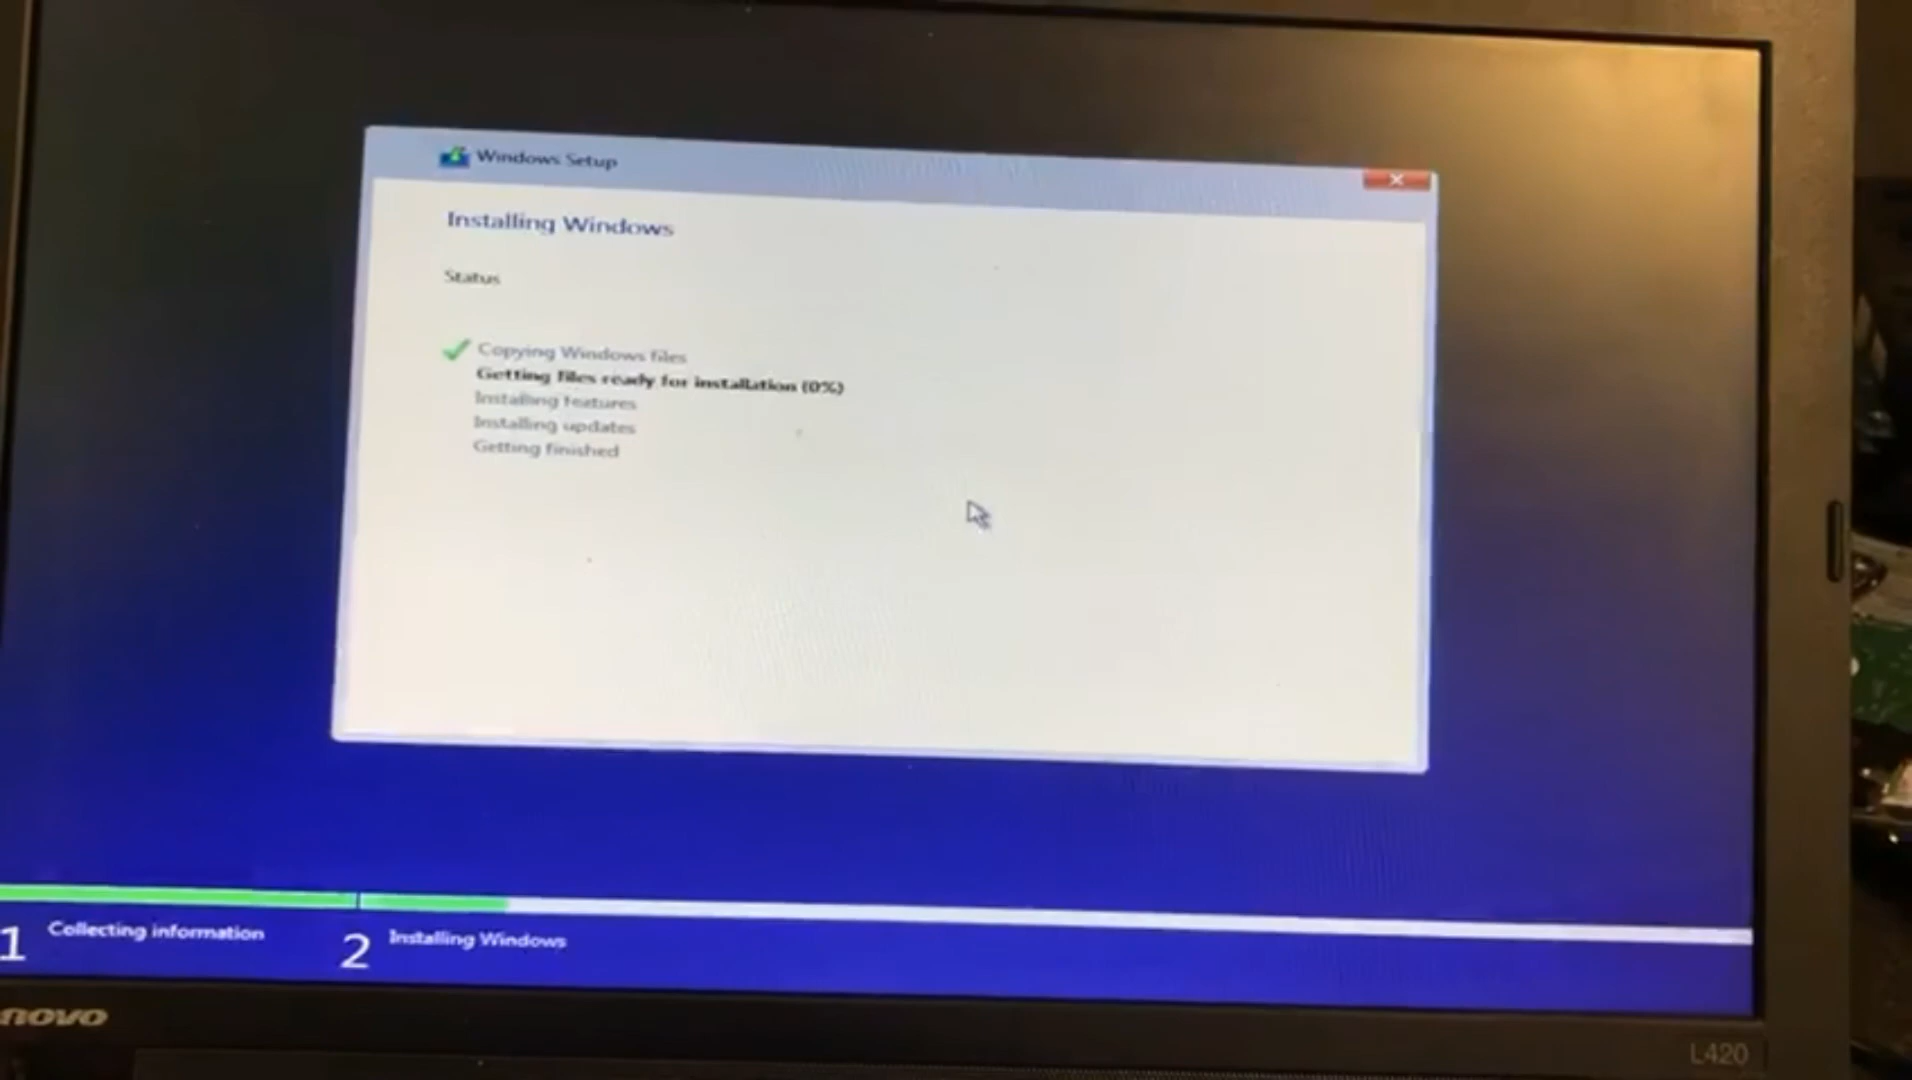 Windows Setup
Installing Windows
Status
Copying Windows files
Getting files ready for installation (0%)
Installing features
Installing updates
Getting finished
1 Collecting information
2 Installing Windows
novo
L420